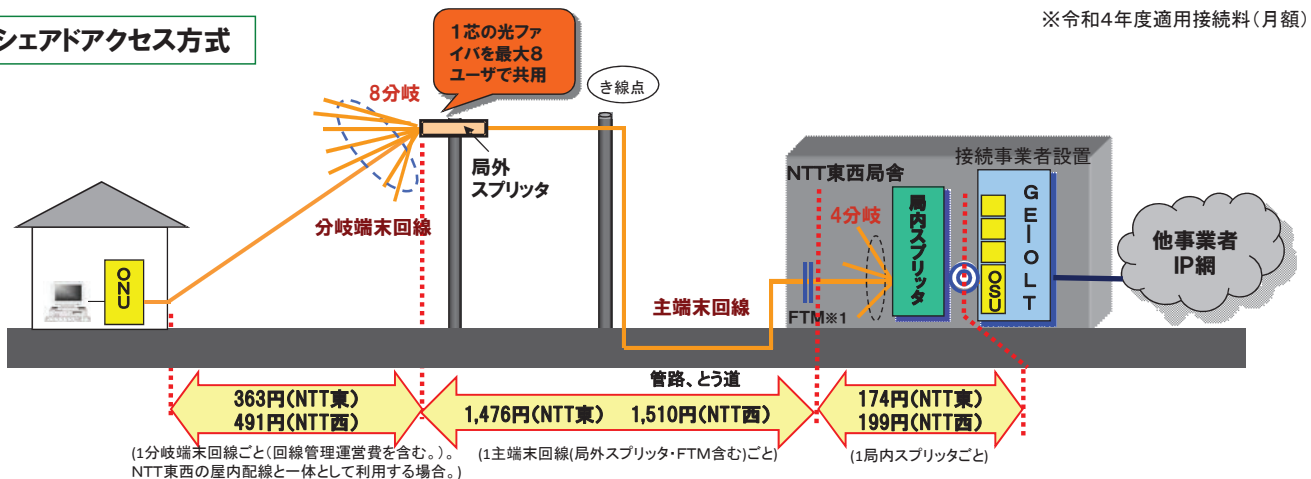 シェアドアクセス方式
※令和4年度適用接続料(月額)
1芯の光ファ
イバを最大8
ユーザで共用
8分岐
き線点
局外
スプリッタ
分岐端末回線
ONU
主端末回線
接続事業者設置
NTT東西局舎
4分岐
局内スプリッタ
GE|OLT
OSU
FTM※1
他事業者
IP網
管路、とう道
363円(NTT東)
491円(NTT西)
1,476円(NTT東) 1,510円(NTT西)
174円(NTT東)
199円(NTT西)
(1分岐端末回線ごと(回線管理運営費を含む。)。
NTT東西の屋内配線と一体として利用する場合。)
(1主端末回線(局外スプリッタ・FTM含む)ごと)
(1局内スプリッタごと)